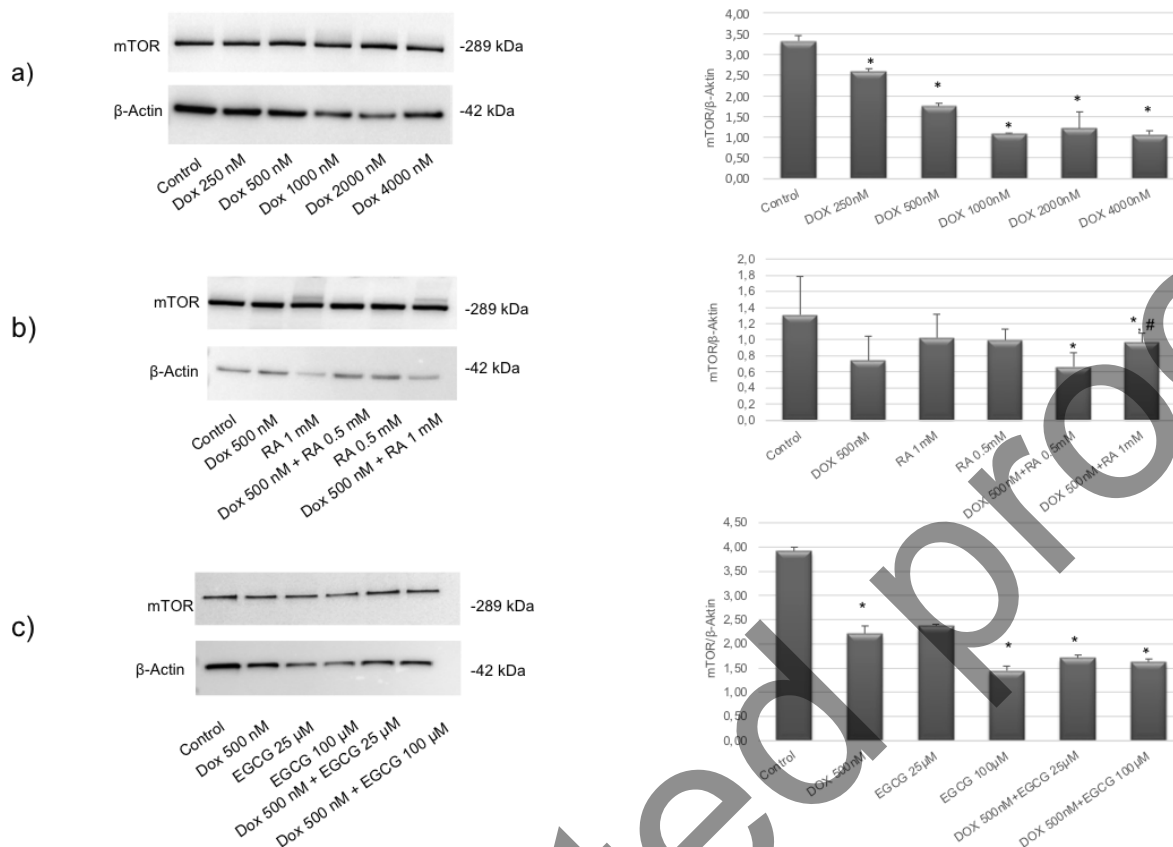 a)
mTOR
-289 kDa
β-Actin
-42 kDa
Control
Dox 250 nM
Dox 500 nM
Dox 1000 nM
Dox 2000 nM
Dox 4000 nM
mTOR/β-Aktin
4,00
3,50
3,00
2,50
2,00
1,50
1,00
0,50
0,00
* * * * *
Control
DOX 250nM
DOX 500nM
DOX 1000nM
DOX 2000nM
DOX 4000nM
b)
mTOR
-289 kDa
β-Actin
-42 kDa
Control
Dox 500 nM
RA 1 mM
Dox 500 nM + RA 0.5 mM
RA 0.5 mM
Dox 500 nM + RA 1 mM
mTOR/β-Aktin
2,0
1,8
1,6
1,4
1,2
1,0
0,8
0,6
0,4
0,2
0,0
* *, #
Control
DOX 500nM
RA 1mM
RA 0.5mM
DOX 500nM+RA 0.5mM
DOX 500nM+RA 1mM
c)
mTOR
-289 kDa
β-Actin
-42 kDa
Control
Dox 500 nM
EGCG 25 µM
EGCG 100 µM
Dox 500 nM + EGCG 25 µM
Dox 500 nM + EGCG 100 µM
mTOR/β-Aktin
4,50
4,00
3,50
3,00
2,50
2,00
1,50
1,00
0,50
0,00
* * * *
Control
DOX 500nM
EGCG 25µM
EGCG 100µM
DOX 500nM+EGCG 25µM
DOX 500nM+EGCG 100µM